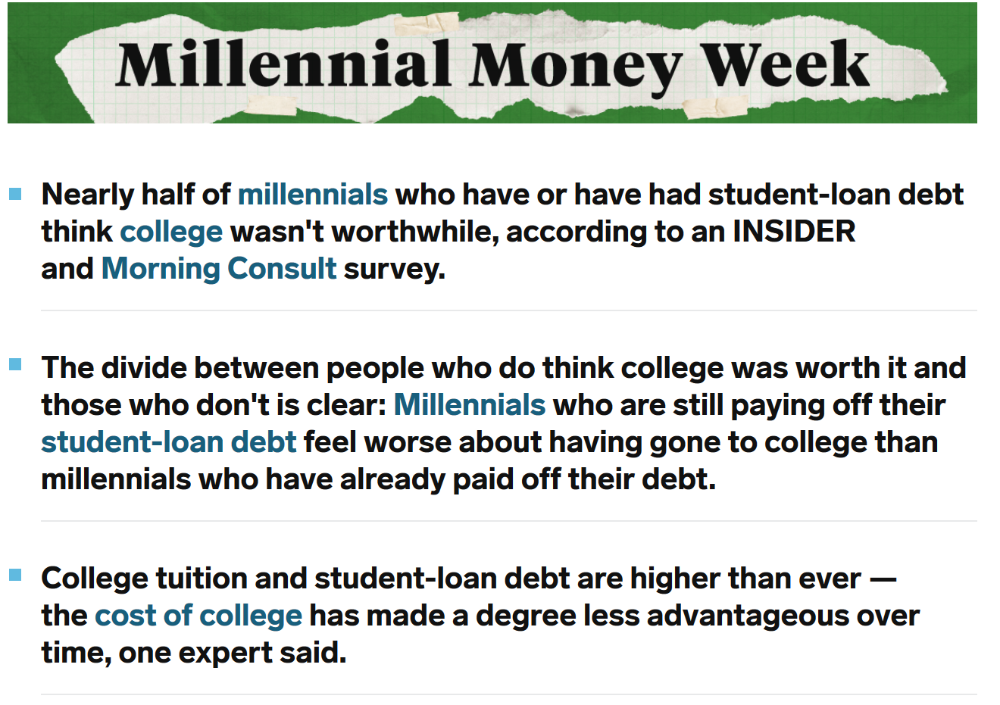 Millennial Money Week
Nearly half of millennials who have or have had student-loan debt
think college wasn't worthwhile, according to an INSIDER
and Morning Consult survey.
The divide between people who do think college was worth it and
those who don't is clear: Millennials who are still paying off their
student-loan debt feel worse about having gone to college than
millennials who have already paid off their debt.
College tuition and student-loan debt are higher than ever —
the cost of college has made a degree less advantageous over
time, one expert said.